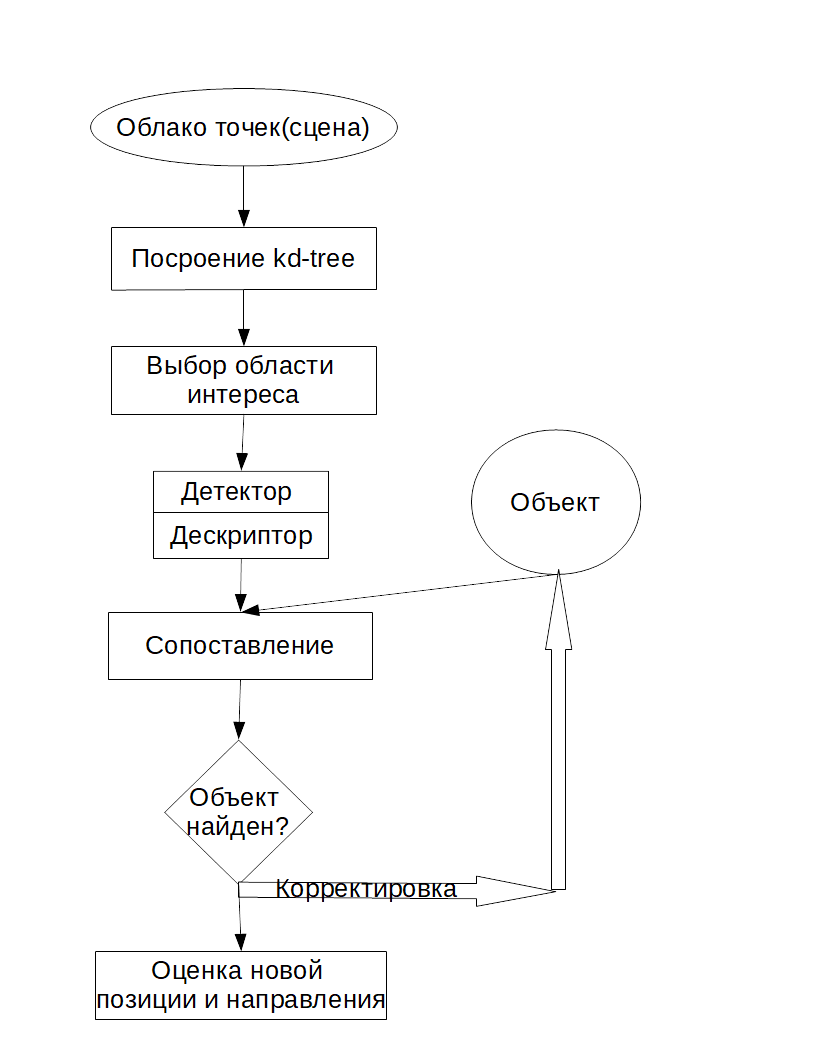 Облако точек(сцена)
Посроение kd-tree
Выбор области
интереса
Детектор
Дескриптор
Объект
Сопоставление
Объект
найден?
Корректировка
Оценка новой
позиции и направления